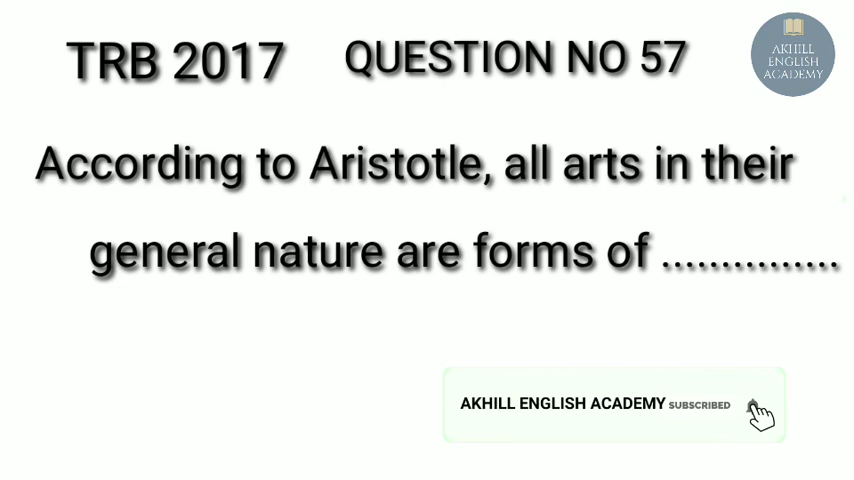 TRB 2017 QUESTION NO 57
AKHILL
ENGLISH
ACADEMY
According to Aristotle, all arts in their
general nature are forms of ...............
AKHILL ENGLISH ACADEMY SUBSCRIBED